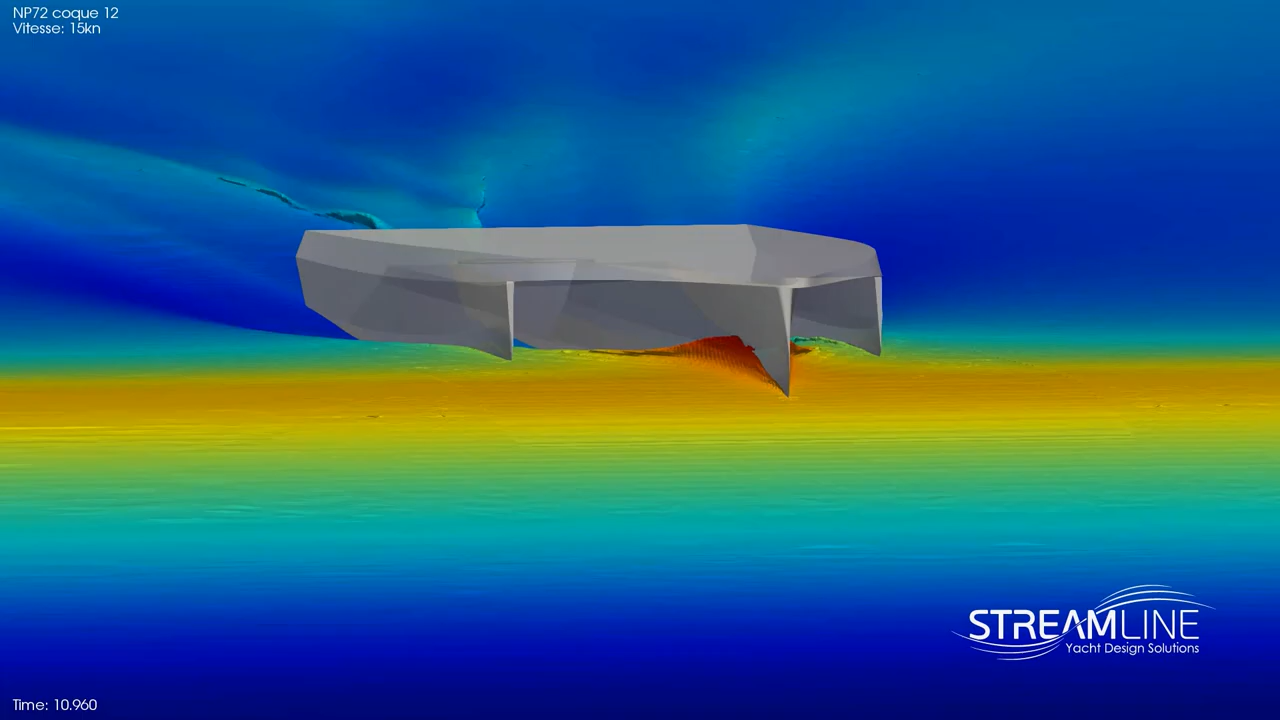 NP72 coque 12
Vitesse: 15kn
STREAMLINE
Yacht Design Solutions
Time: 10.960